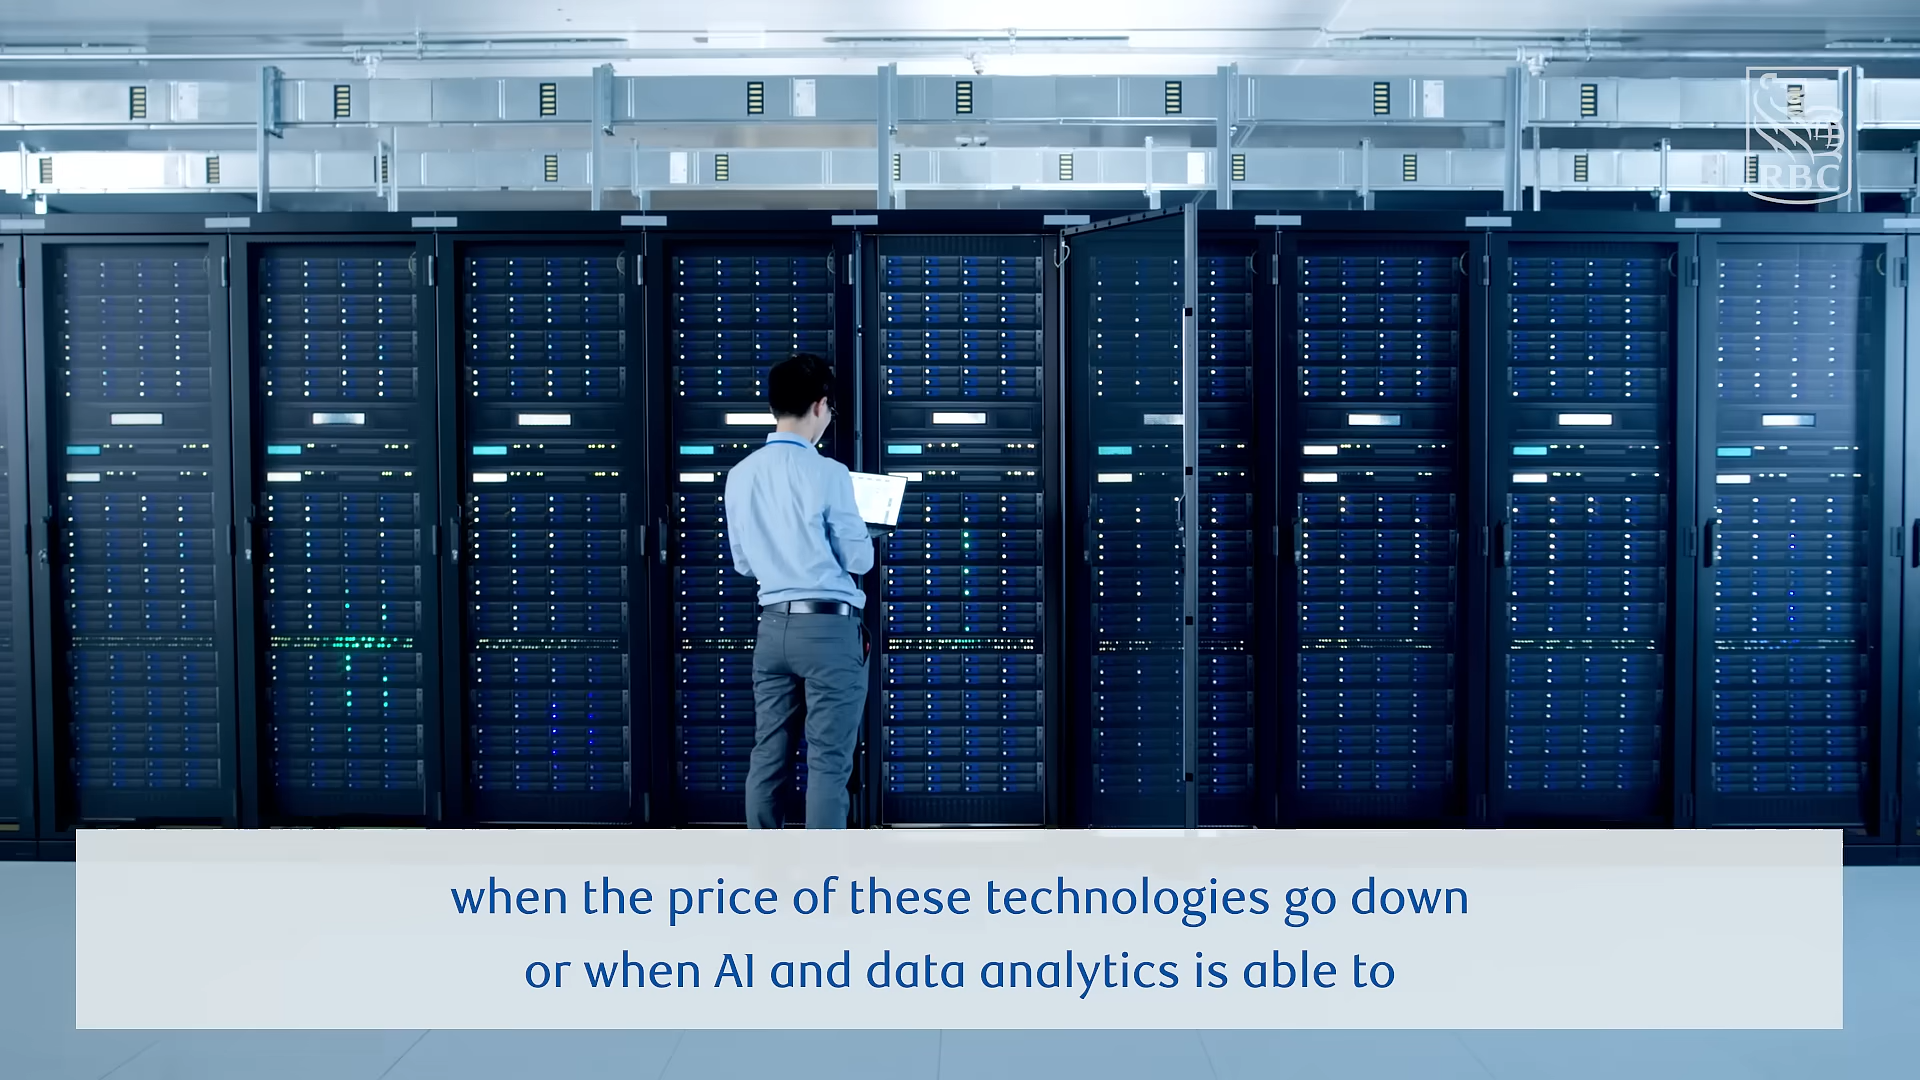 RBC
when the price of these technologies go down
or when AI and data analytics is able to